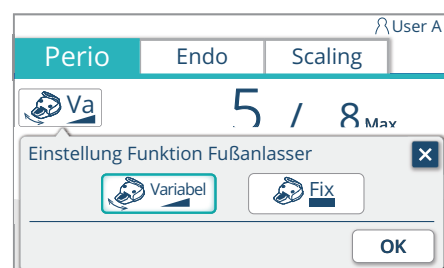 User A
Perio Endo Scaling
Va 5 / 8 Max
Einstellung Funktion Fußanlasser
Variabel Fix
OK